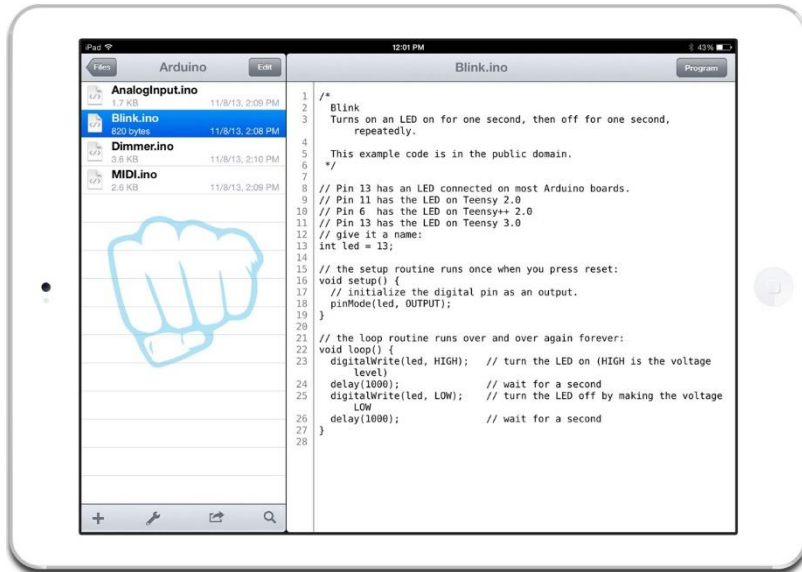 iPad
12:01 PM
43%
Files
Arduino
Edit
Blink.ino
Program
AnalogInput.ino
1.7 KB 11/8/13, 2:09 PM
Blink.ino
820 bytes 11/8/13, 2:08 PM
Dimmer.ino
3.6 KB 11/8/13, 2:10 PM
MIDI.ino
2.6 KB 11/8/13, 2:09 PM
1 /*
2 Blink
3 Turns on an LED on for one second, then off for one second,
repeatedly.
4
5 This example code is in the public domain.
6 */
7
8 // Pin 13 has an LED connected on most Arduino boards.
9 // Pin 11 has the LED on Teensy 2.0
10 // Pin 6 has the LED on Teensy++ 2.0
11 // Pin 13 has the LED on Teensy 3.0
12 // give it a name:
13 int led = 13;
14
15 // the setup routine runs once when you press reset:
16 void setup() {
17 // initialize the digital pin as an output.
18 pinMode(led, OUTPUT);
19 }
20
21 // the loop routine runs over and over again forever:
22 void loop() {
23 digitalWrite(led, HIGH); // turn the LED on (HIGH is the voltage
level)
24 delay(1000); // wait for a second
25 digitalWrite(led, LOW); // turn the LED off by making the voltage
LOW
26 delay(1000); // wait for a second
27 }
28